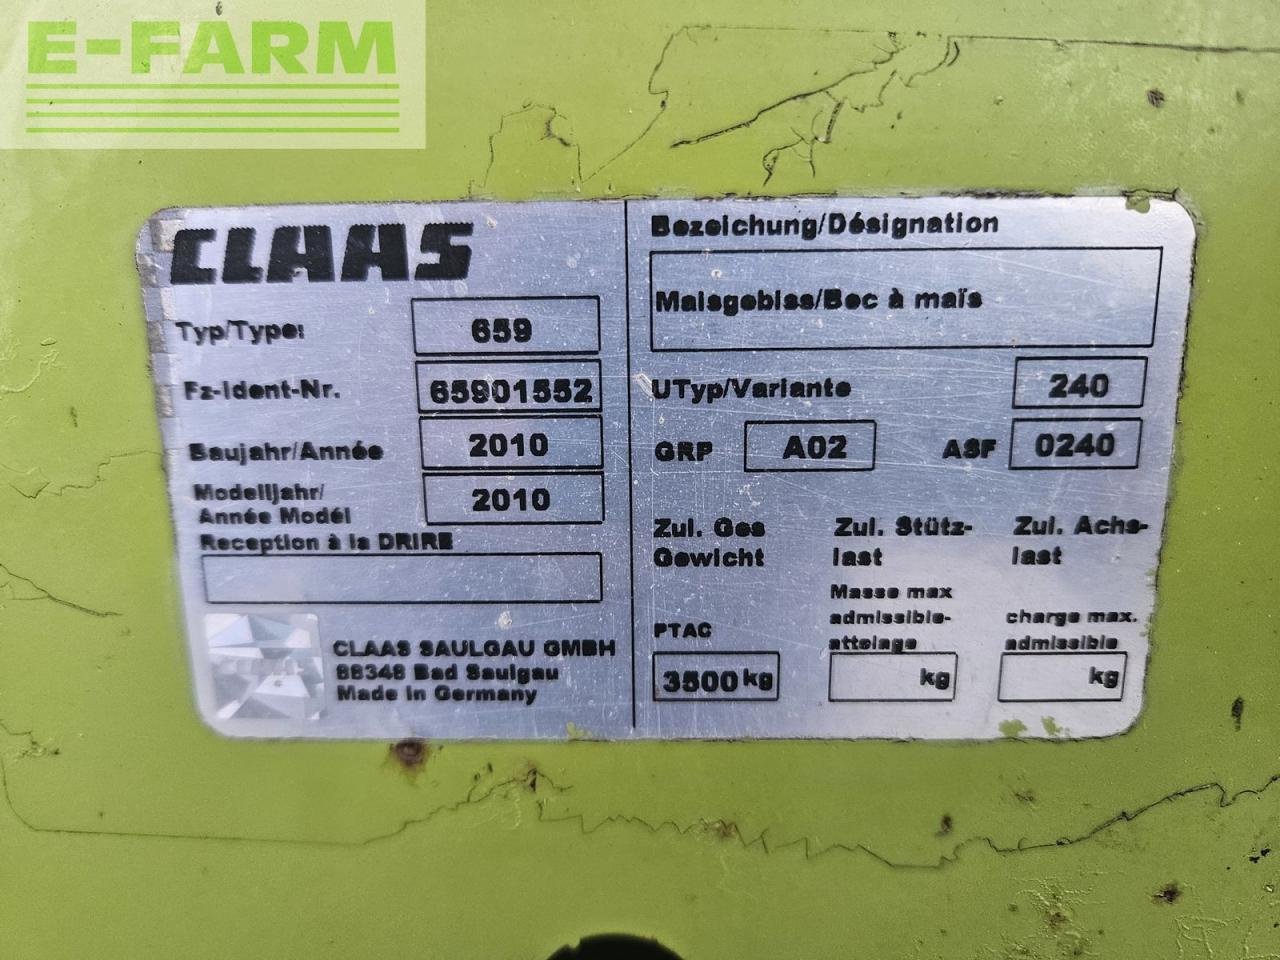 E-FARM
CLAAS
Typ/Type: 659
Fz-Ident-Nr. 65901552
Baujahr/Année 2010
Modelljahr/
Année Modél 2010
Reception à la DRIRE
CLAAS SAULGAU GMBH
88348 Bad Saulgau
Made in Germany
Bezeichung/Désignation
Maisgebiss/Bec à maïs
UTyp/Variante 240
GRP A02 ASF 0240
Zul. Ges
Gewicht
PTAC
3500 kg
Zul. Stütz-
last
Masse max
admissible-
attelage
kg
Zul. Achs-
last
charge max.
admissible
kg